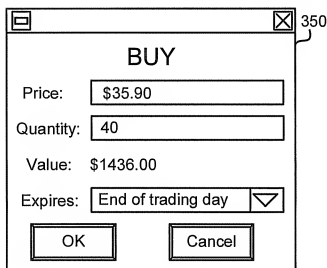 350
BUY
Price: $35.90
Quantity: 40
Value: $1436.00
Expires: End of trading day
OK Cancel